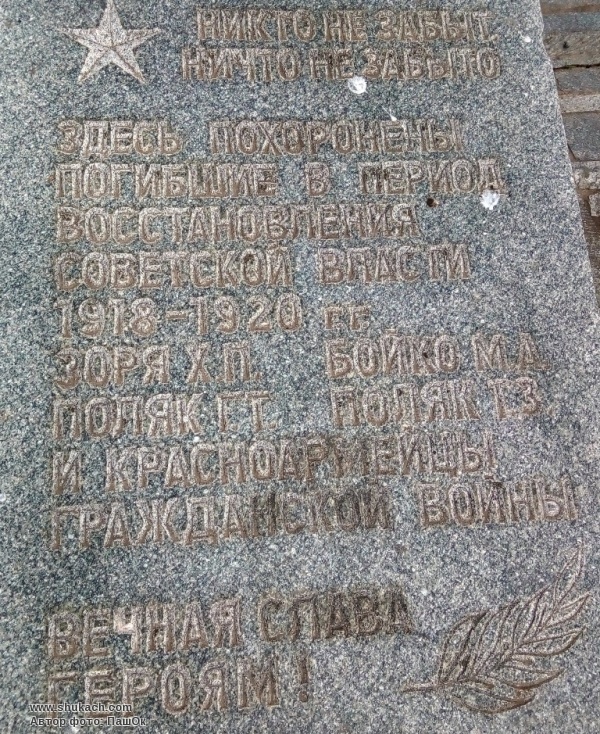 НИКТО НЕ ЗАБЫТ,
НИЧТО НЕ ЗАБЫТО
ЗДЕСЬ ПОХОРОНЕНЫ
ПОГИБШИЕ В ПЕРИОД
ВОССТАНОВЛЕНИЯ
СОВЕТСКОЙ ВЛАСТИ
1918-1920 г.г.
ЗОРЯ Х.П. БОЙКО М.Д.
ПОЛЯК Г.Т. ПОЛЯК Т.З.
И КРАСНОАРМЕЙЦЫ
ГРАЖДАНСКОЙ ВОЙНЫ
ВЕЧНАЯ СЛАВА
ГЕРОЯМ!
www.shukach.com
Автор фото: ПашОк